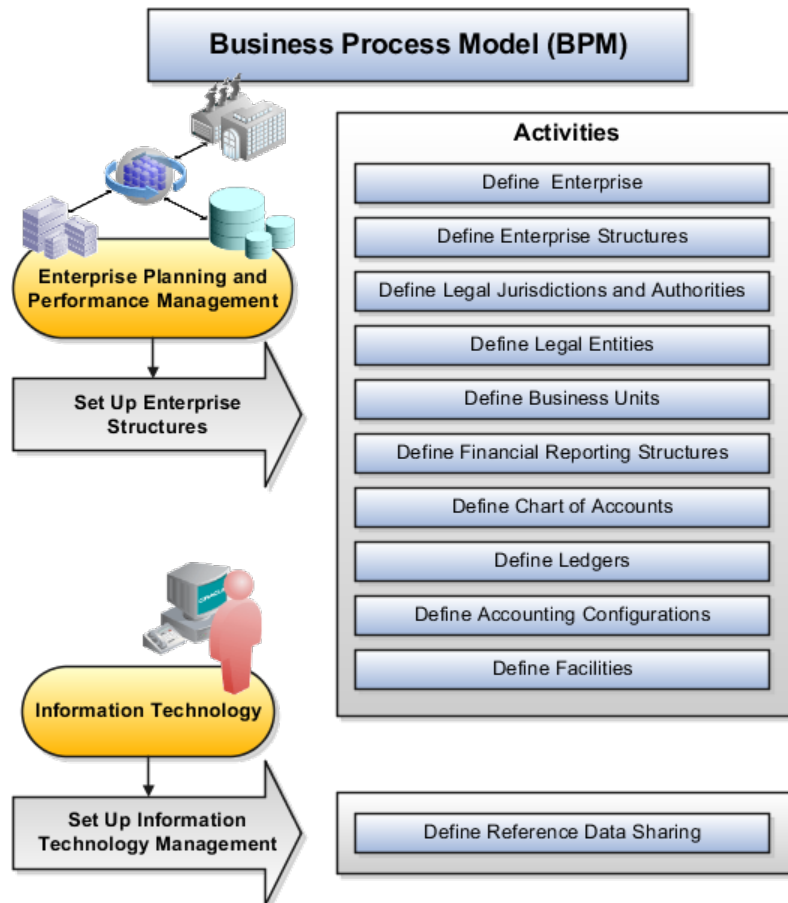 Business Process Model (BPM)
Enterprise Planning and
Performance Management
Set Up Enterprise
Structures
Activities
Define Enterprise
Define Enterprise Structures
Define Legal Jurisdictions and Authorities
Define Legal Entities
Define Business Units
Define Financial Reporting Structures
Define Chart of Accounts
Define Ledgers
Define Accounting Configurations
Define Facilities
ORACLE
Information Technology
Set Up Information
Technology Management
Define Reference Data Sharing